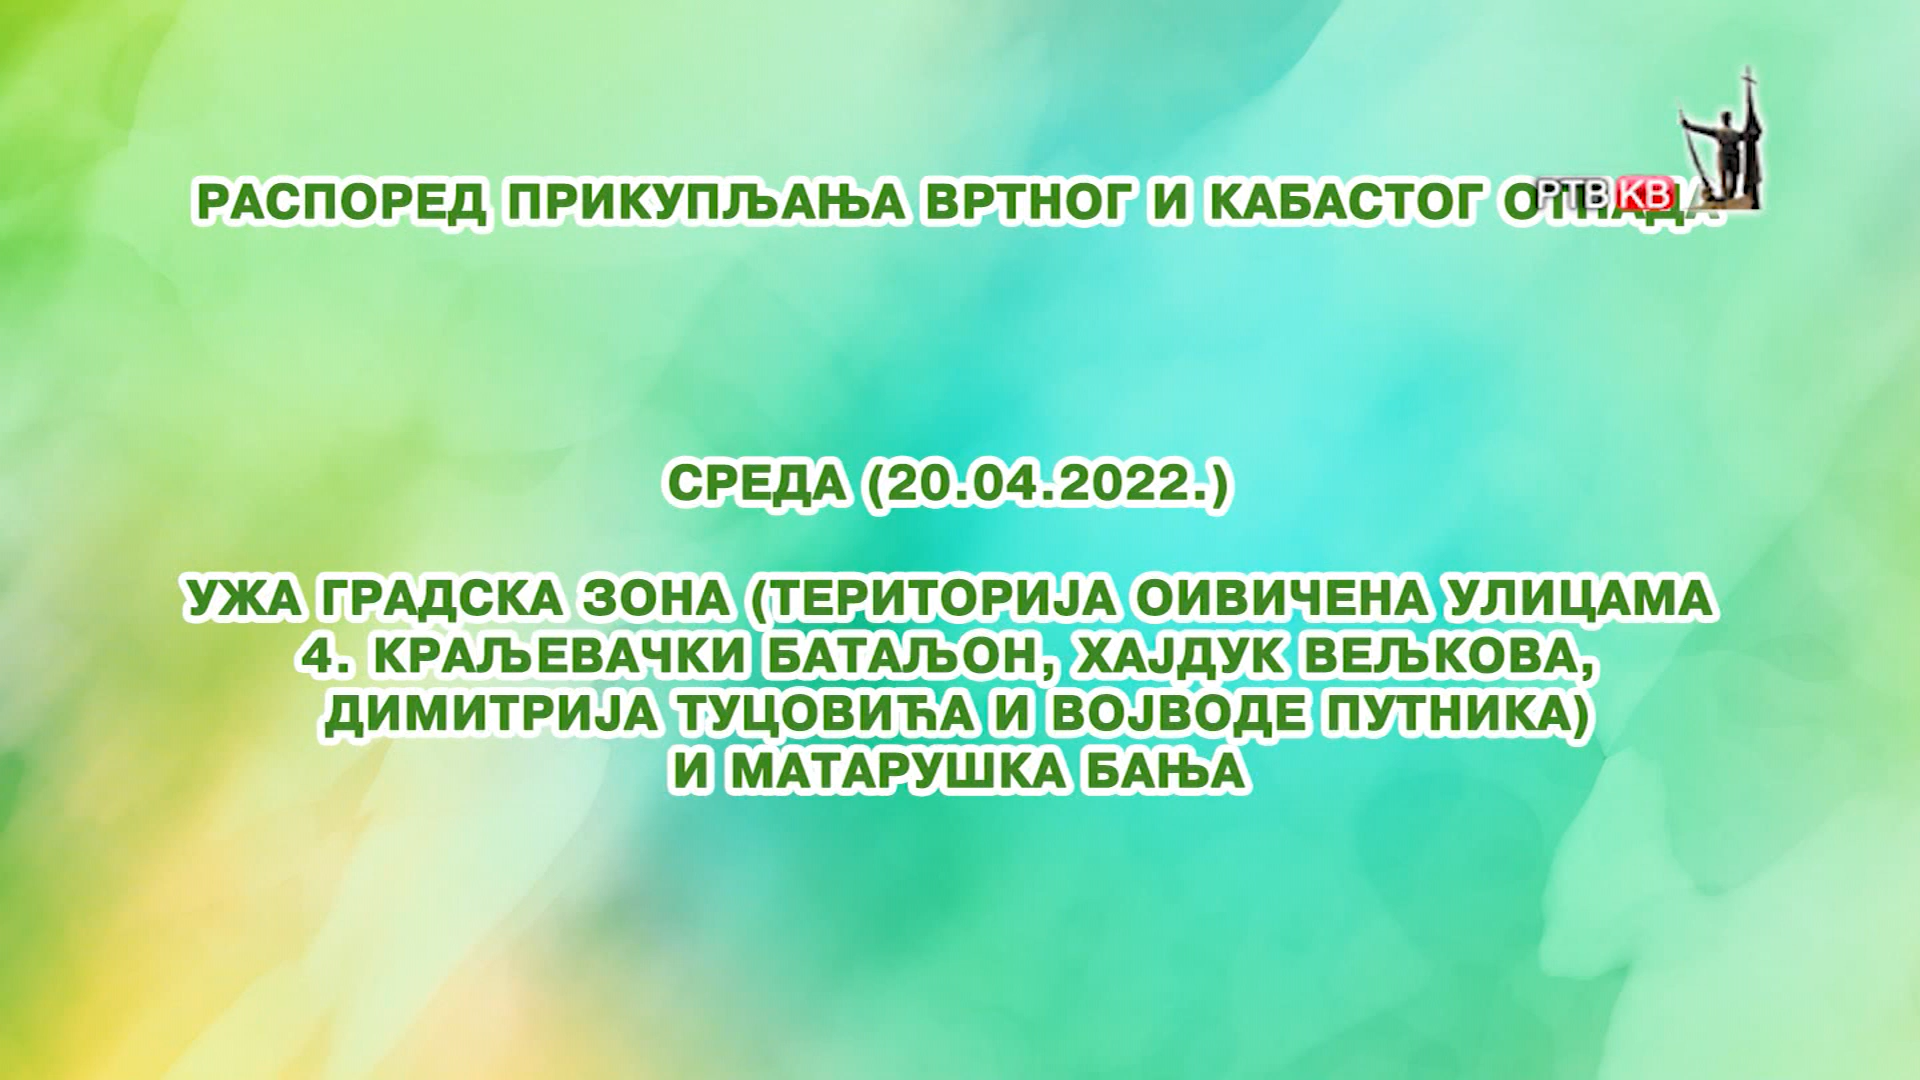 РАСПОРЕД ПРИКУПЉАЊА ВРТНОГ И КАБАСТОГ ОТПАДА
РТВ КВ
СРЕДА (20.04.2022.)
УЖА ГРАДСКА ЗОНА (ТЕРИТОРИЈА ОИВИЧЕНА УЛИЦАМА
4. КРАЉЕВАЧКИ БАТАЉОН, ХАЈДУК ВЕЉКОВА,
ДИМИТРИЈА ТУЦОВИЋА И ВОЈВОДЕ ПУТНИКА)
И МАТАРУШКА БАЊА